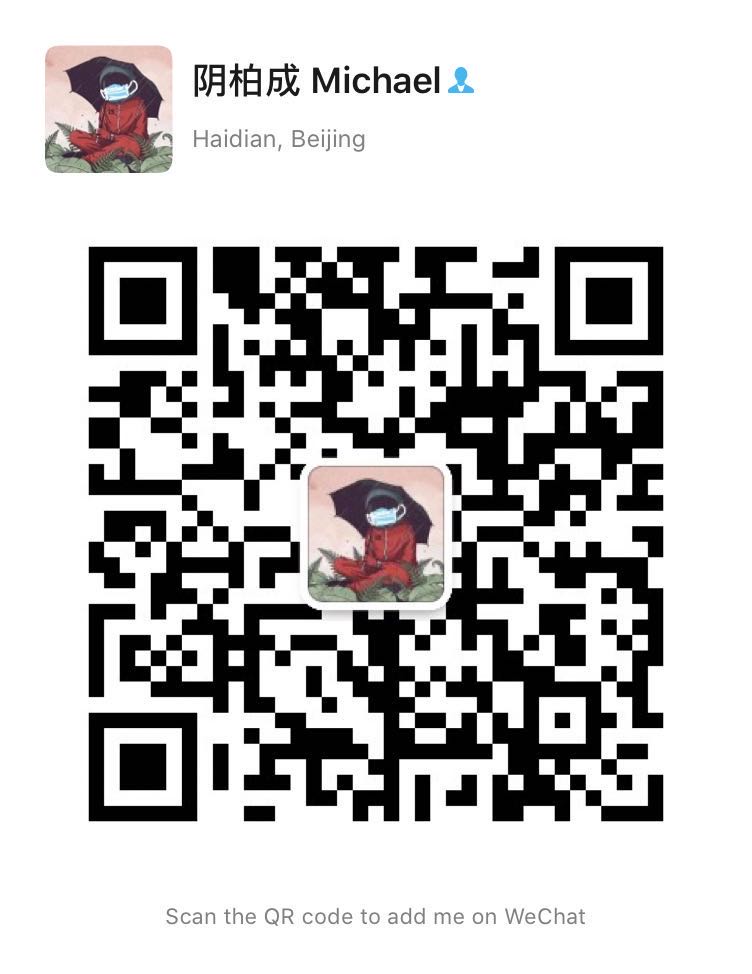 阴柏成 Michael
Haidian, Beijing
Scan the QR code to add me on WeChat